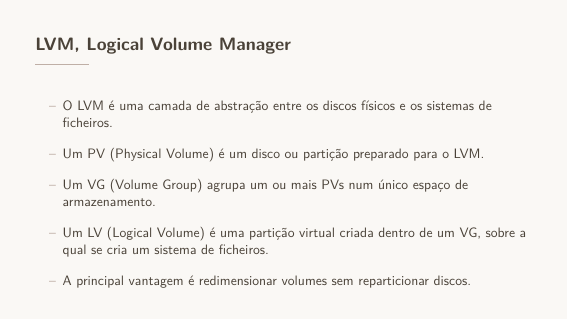 LVM, Logical Volume Manager
– O LVM é uma camada de abstração entre os discos físicos e os sistemas de
ficheiros.
– Um PV (Physical Volume) é um disco ou partição preparado para o LVM.
– Um VG (Volume Group) agrupa um ou mais PVs num único espaço de
armazenamento.
– Um LV (Logical Volume) é uma partição virtual criada dentro de um VG, sobre a
qual se cria um sistema de ficheiros.
– A principal vantagem é redimensionar volumes sem reparticionar discos.